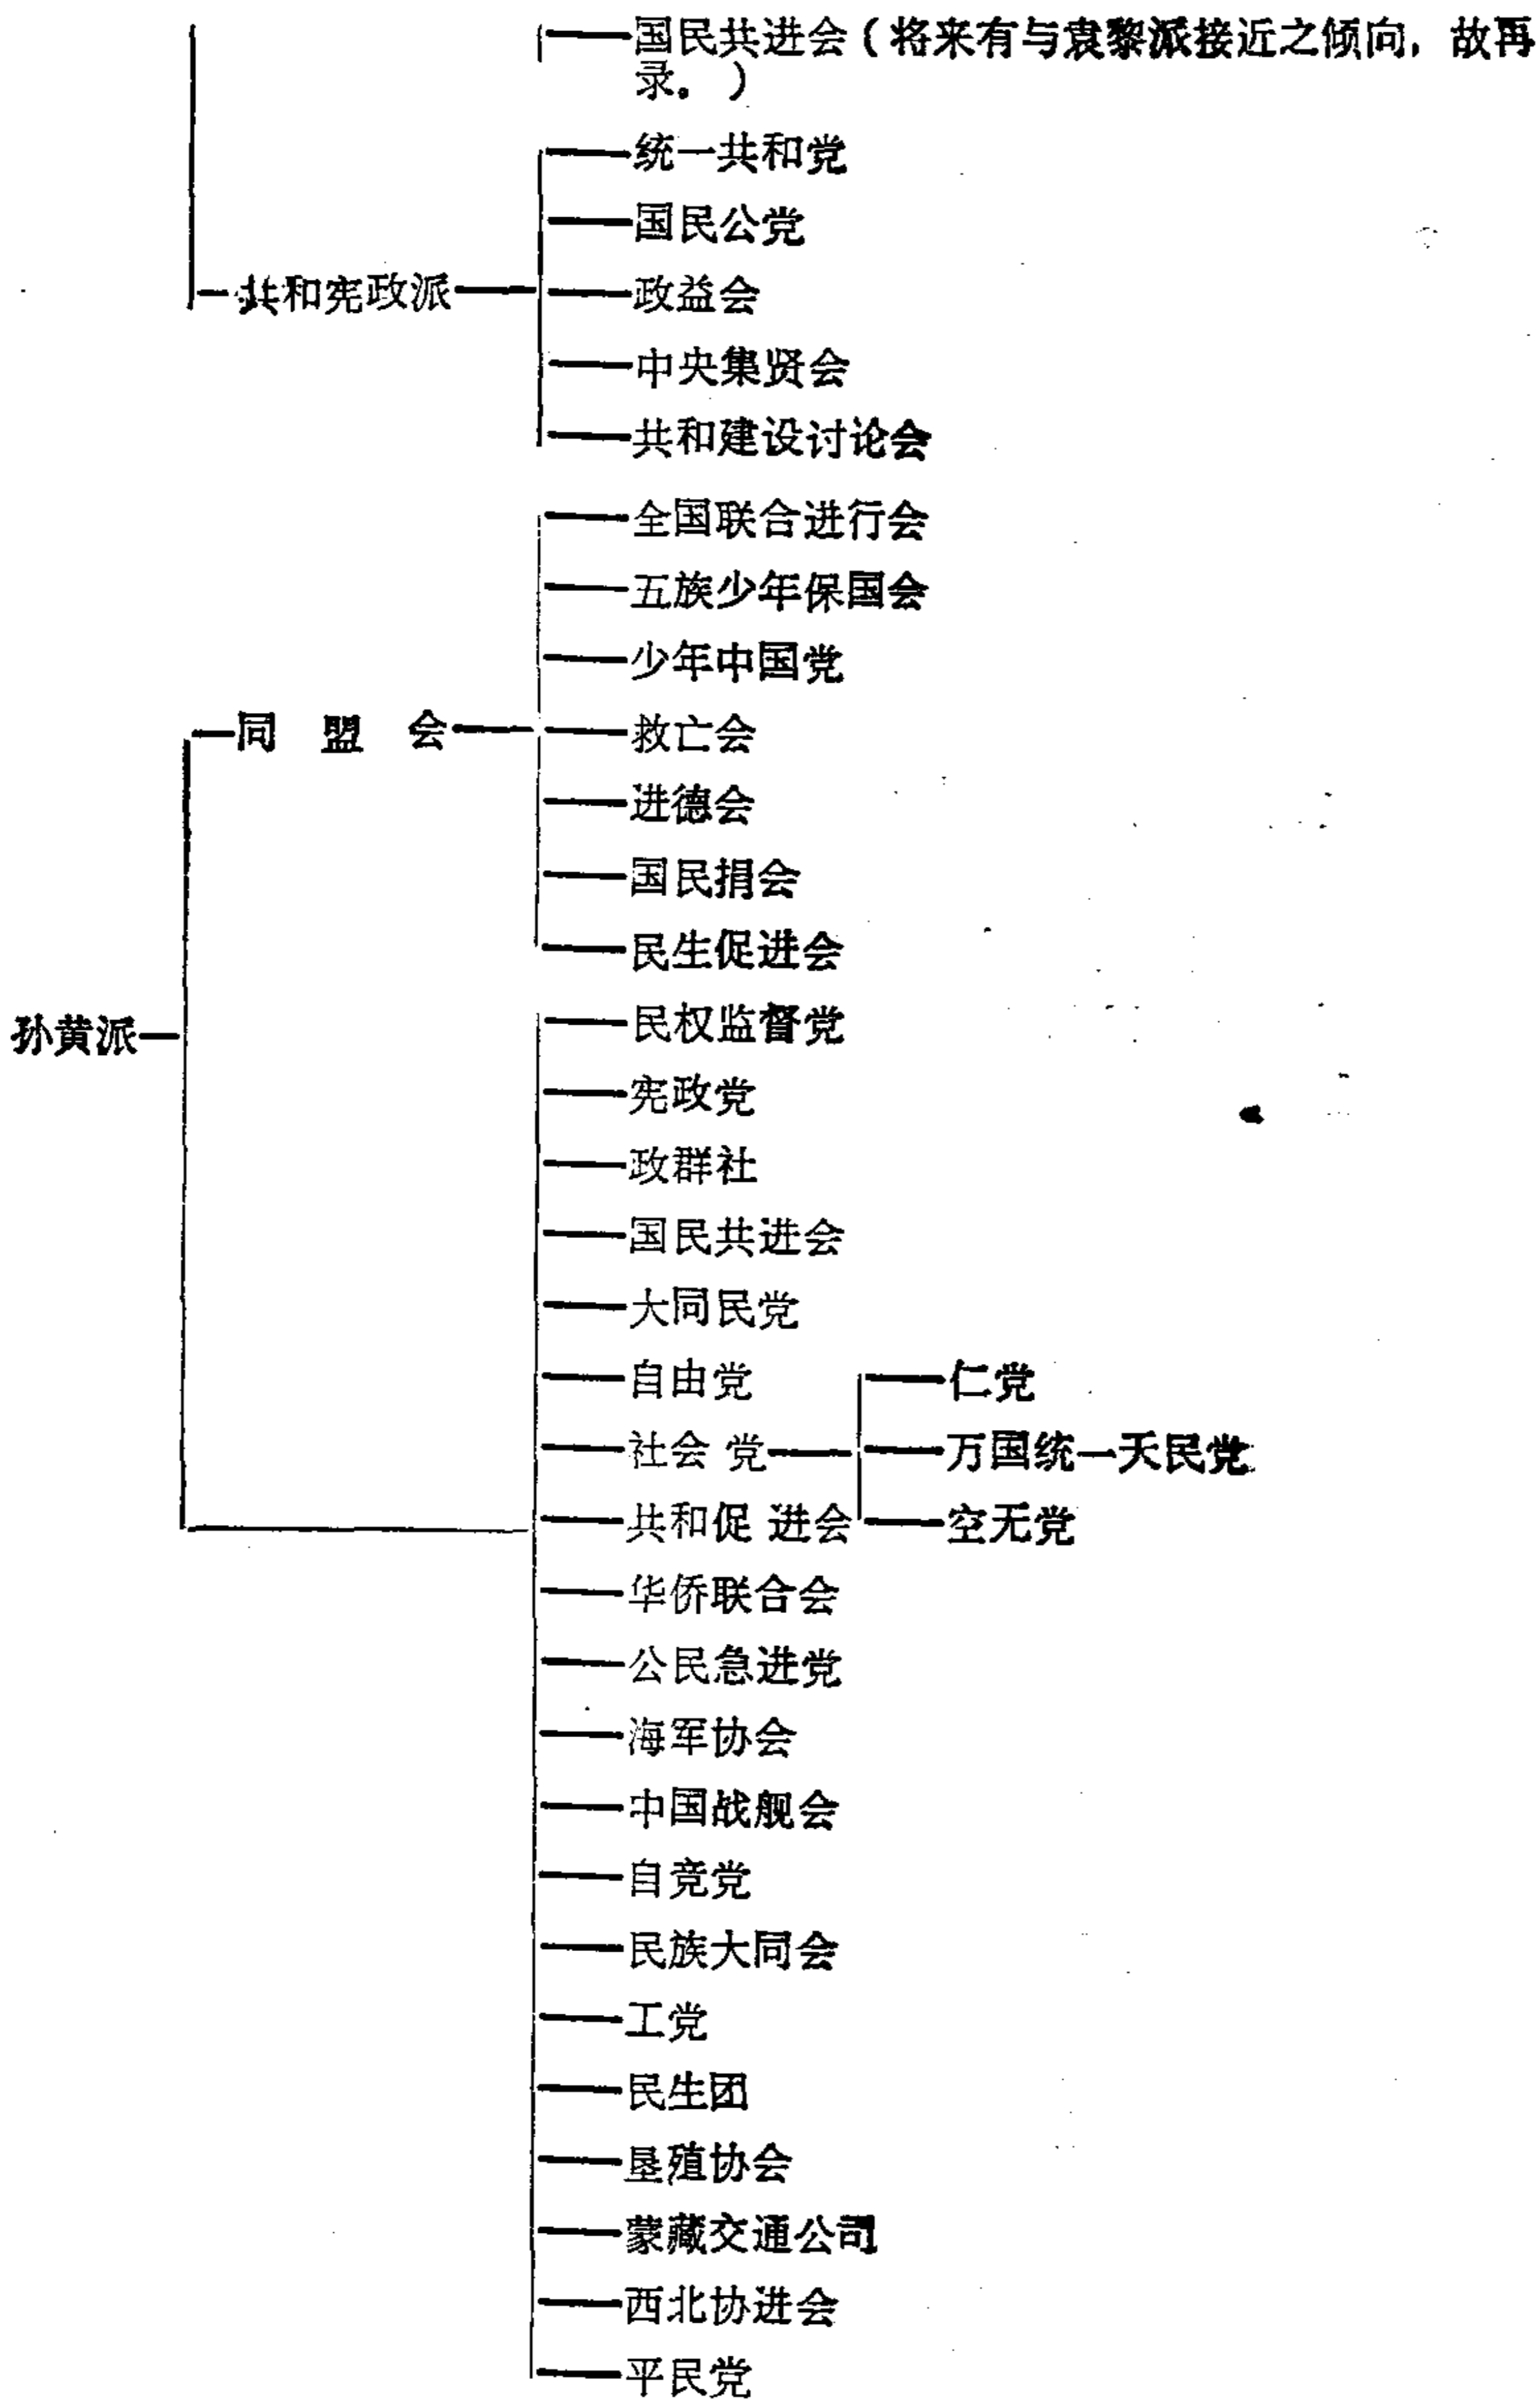 国民共进会（将来有与袁黎派接近之倾向，故再
录。）
统一共和党
国民公党
共和宪政派
政益会
中央集贤会
共和建设讨论会
全国联合进行会
五族少年保国会
少年中国党
同 盟 会
救亡会
进德会
国民捐会
民生促进会
孙黄派
民权监督党
宪政党
政群社
国民共进会
大同民党
自由党
仁党
社会党
万国统一天民党
共和促进会
空无党
华侨联合会
公民急进党
海军协会
中国战舰会
自竞党
民族大同会
工党
民生团
垦殖协会
蒙藏交通公司
西北协进会
平民党